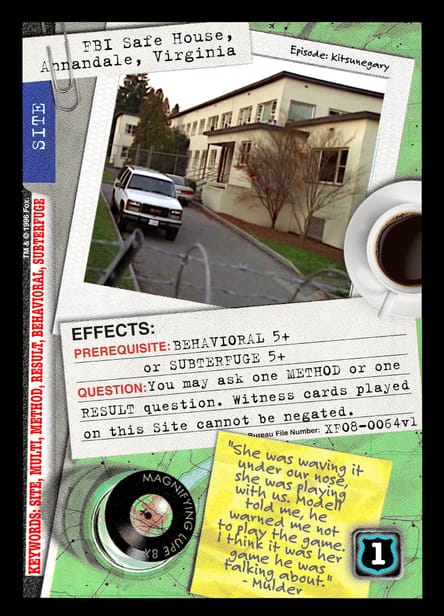 FBI Safe House,
Annandale, Virginia
Episode: Kitsunegary
SITE
TM & © 1996 Fox.
KEYWORDS: SITE, MULTI, METHOD, RESULT, BEHAVIORAL, SUBTERFUGE
EFFECTS:
PREREQUISITE: BEHAVIORAL 5+
or SUBTERFUGE 5+
QUESTION: You may ask one METHOD or one
RESULT question. Witness cards played
on this Site cannot be negated.
Bureau File Number: XF08-0064v1
MAGNIFYING LUPE 8X
"She was waving it
under our nose,
she was playing
with us. Modell
told me, he
warned me not
to play the game.
I think it was her
game he was
talking about."
- Mulder
1